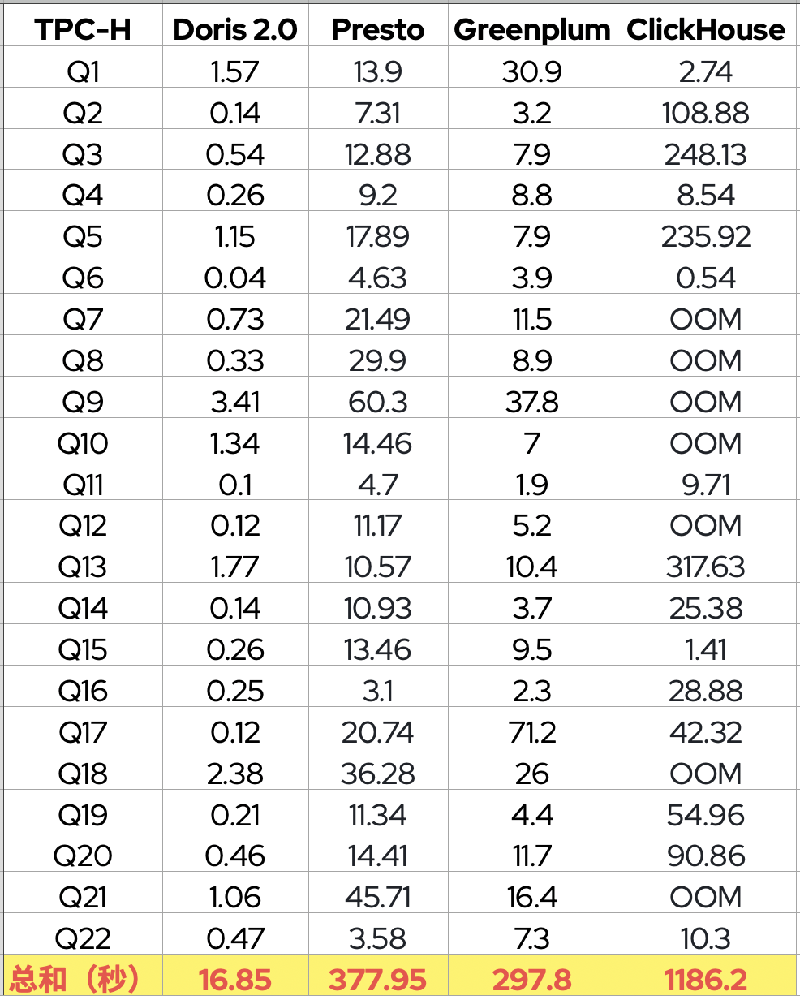 TPC-H Doris 2.0 Presto Greenplum ClickHouse
Q1 1.57 13.9 30.9 2.74
Q2 0.14 7.31 3.2 108.88
Q3 0.54 12.88 7.9 248.13
Q4 0.26 9.2 8.8 8.54
Q5 1.15 17.89 7.9 235.92
Q6 0.04 4.63 3.9 0.54
Q7 0.73 21.49 11.5 OOM
Q8 0.33 29.9 8.9 OOM
Q9 3.41 60.3 37.8 OOM
Q10 1.34 14.46 7 OOM
Q11 0.1 4.7 1.9 9.71
Q12 0.12 11.17 5.2 OOM
Q13 1.77 10.57 10.4 317.63
Q14 0.14 10.93 3.7 25.38
Q15 0.26 13.46 9.5 1.41
Q16 0.25 3.1 2.3 28.88
Q17 0.12 20.74 71.2 42.32
Q18 2.38 36.28 26 OOM
Q19 0.21 11.34 4.4 54.96
Q20 0.46 14.41 11.7 90.86
Q21 1.06 45.71 16.4 OOM
Q22 0.47 3.58 7.3 10.3
总和（秒） 16.85 377.95 297.8 1186.2